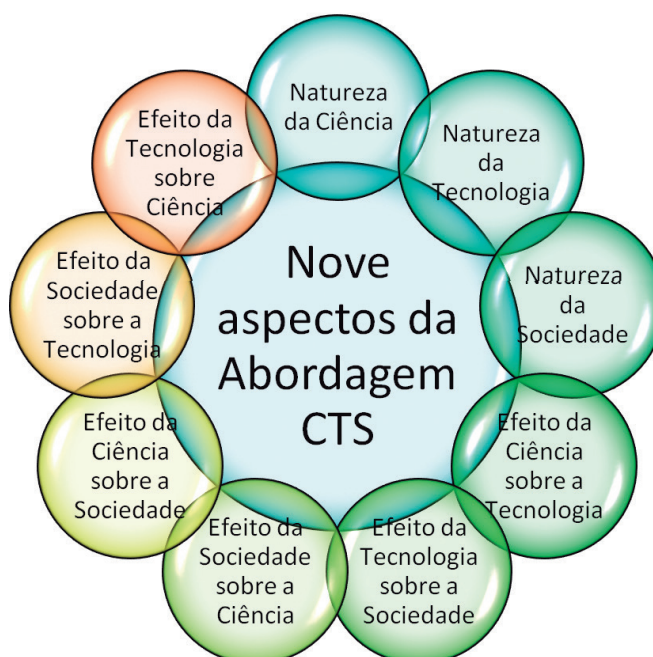 Nove
aspectos da
Abordagem
CTS
Natureza
da Ciência
Natureza
da
Tecnologia
Natureza
da
Sociedade
Efeito da
Ciência
sobre a
Tecnologia
Efeito da
Tecnologia
sobre a
Sociedade
Efeito da
Sociedade
sobre a
Ciência
Efeito da
Ciência
sobre a
Sociedade
Efeito da
Sociedade
sobre a
Tecnologia
Efeito da
Tecnologia
sobre
Ciência